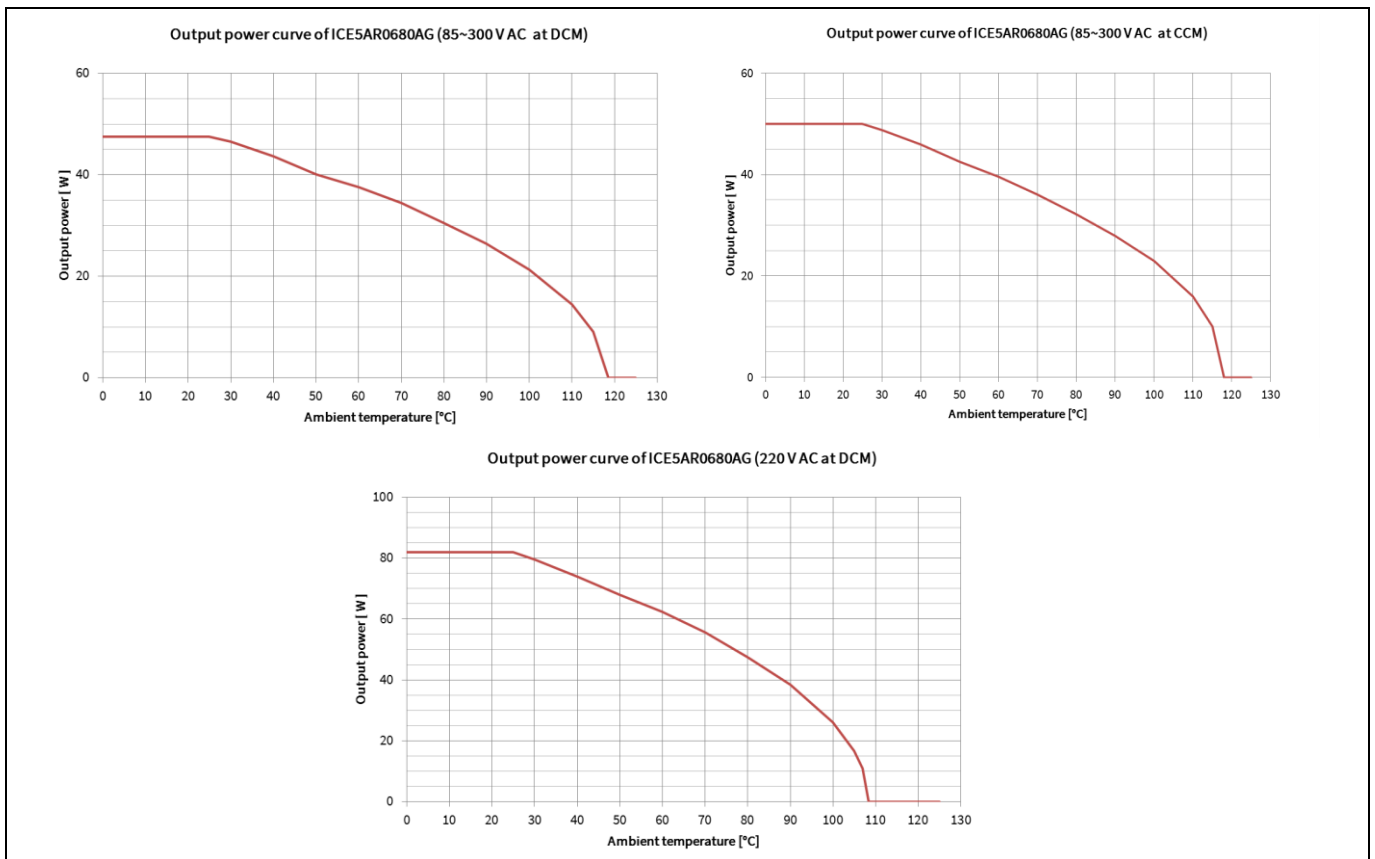 Output power curve of ICE5AR0680AG (85~300 V AC at DCM)
60
40
20
0
Output power [ W]
0 10 20 30 40 50 60 70 80 90 100 110 120 130
Ambient temperature [°C]
Output power curve of ICE5AR0680AG (85~300 V AC at CCM)
60
40
20
0
Output power [ W]
0 10 20 30 40 50 60 70 80 90 100 110 120 130
Ambient temperature [°C]
Output power curve of ICE5AR0680AG (220 V AC at DCM)
100
80
60
40
20
0
Output power [ W]
0 10 20 30 40 50 60 70 80 90 100 110 120 130
Ambient temperature [°C]